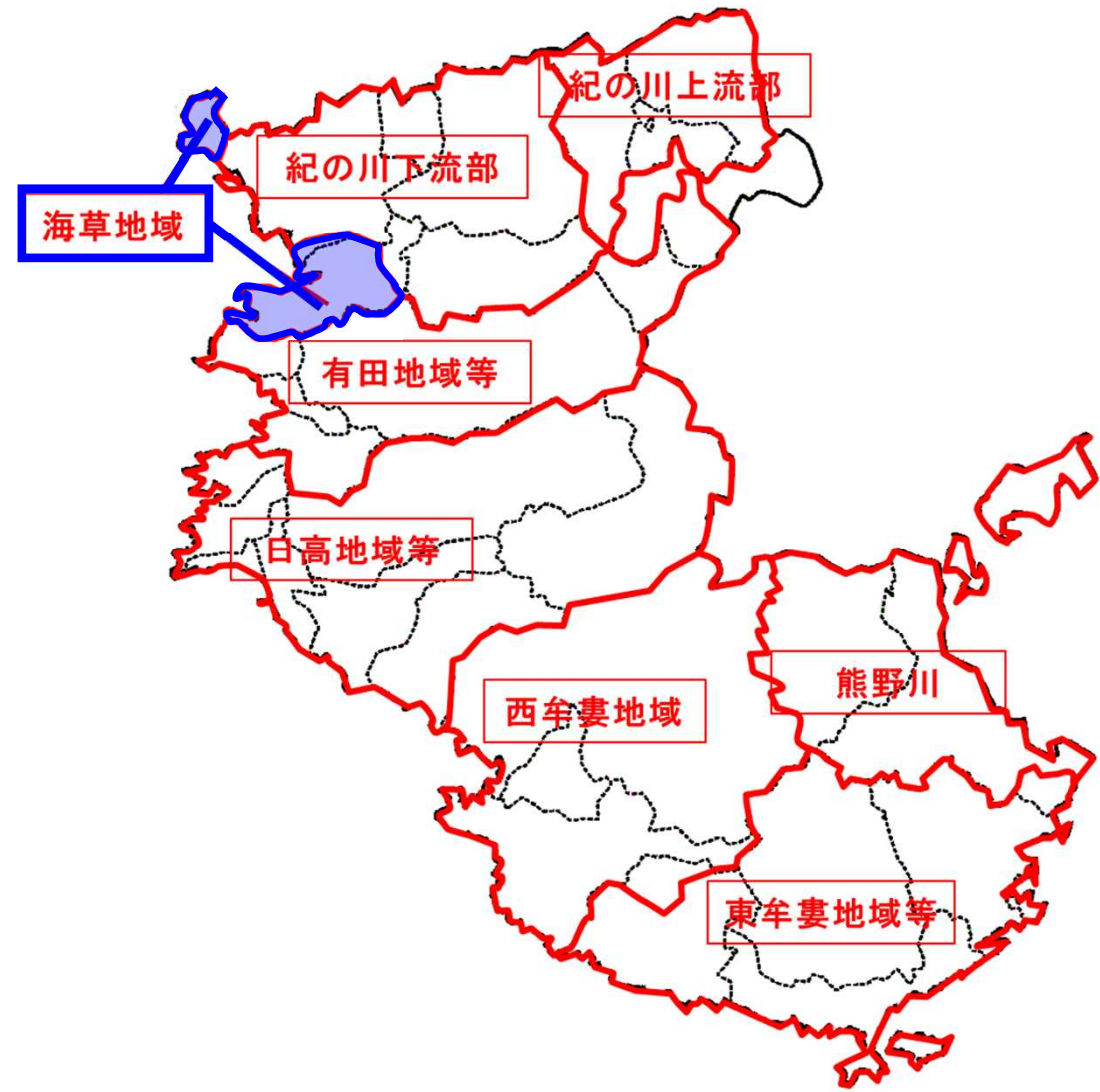 紀の川上流部
紀の川下流部
海草地域
有田地域等
日高地域等
熊野川
西牟婁地域
東牟婁地域等